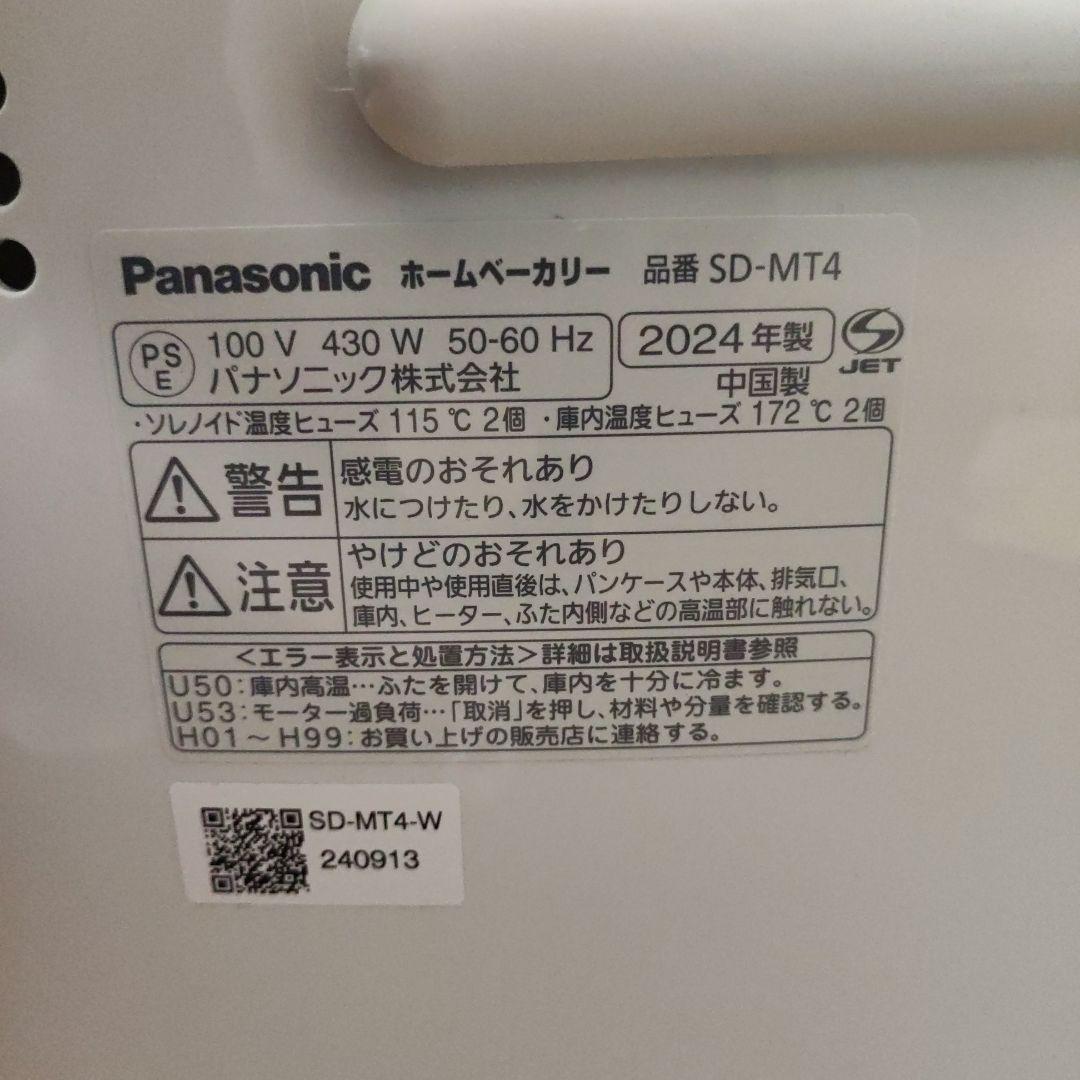 Panasonic ホームベーカリー 品番 SD-MT4
PS E 100 V 430 W 50-60 Hz 2024年製 JET
パナソニック株式会社 中国製
・ソレノイド温度ヒューズ 115 ℃ 2個 ・庫内温度ヒューズ 172 ℃ 2個
警告 感電のおそれあり
水につけたり、水をかけたりしない。
注意 やけどのおそれあり
使用中や使用直後は、パンケースや本体、排気口、
庫内、ヒーター、ふた内側などの高温部に触れない。
＜エラー表示と処置方法＞詳細は取扱説明書参照
U50:庫内高温…ふたを開けて、庫内を十分に冷ます。
U53:モーター過負荷…「取消」を押し、材料や分量を確認する。
H01～H99:お買い上げの販売店に連絡する。
SD-MT4-W
240913